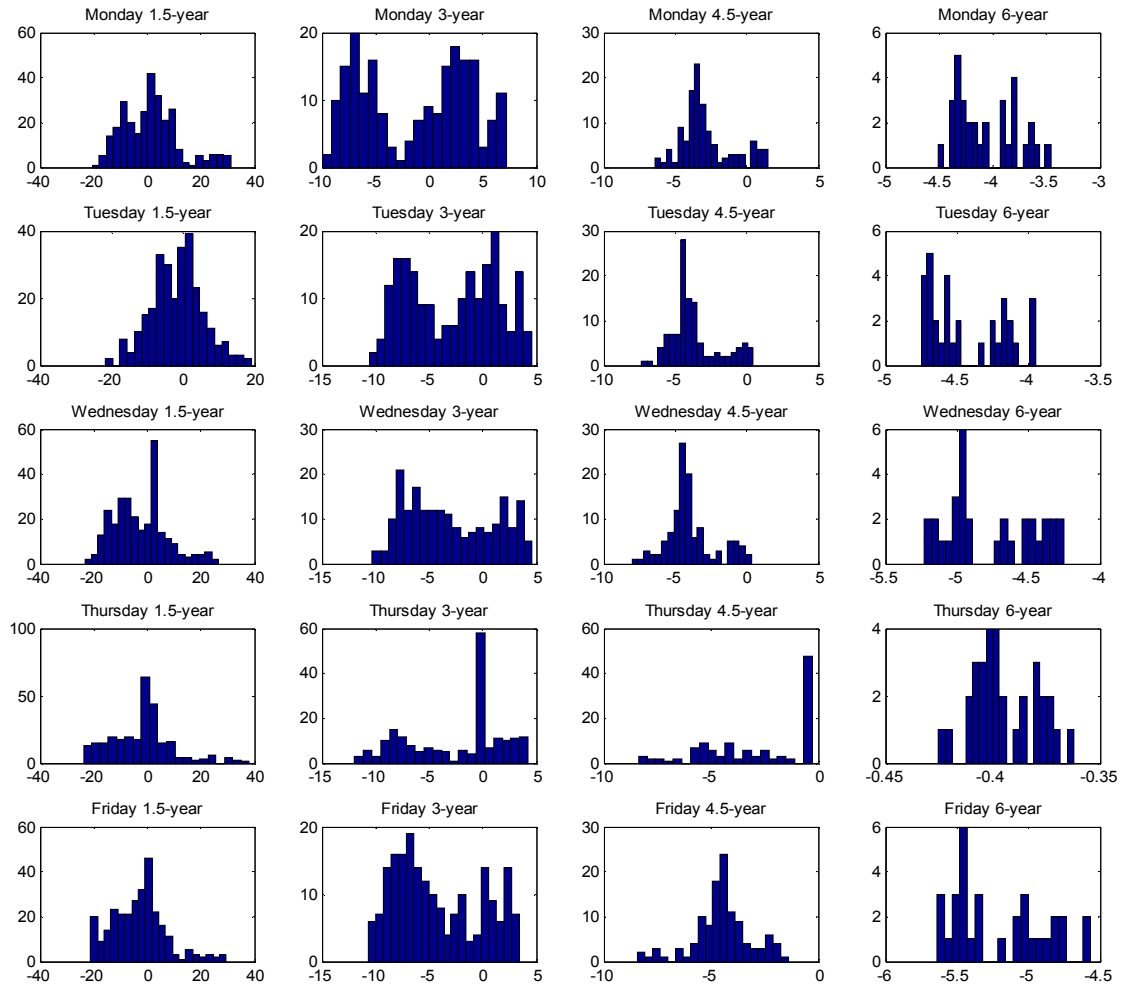 Monday 1.5-year Monday 3-year Monday 4.5-year Monday 6-year
60 20 30 6
40 20 4
10
20 10 2
0 0 0 0
-40 -20 0 20 40 -10 -5 0 5 10 -10 -5 0 5 -5 -4.5 -4 -3.5 -3
Tuesday 1.5-year Tuesday 3-year Tuesday 4.5-year Tuesday 6-year
40 20 30 6
20 4
20 10
10 2
0 0 0 0
-40 -20 0 20 -15 -10 -5 0 5 -10 -5 0 5 -5 -4.5 -4 -3.5
Wednesday 1.5-year Wednesday 3-year Wednesday 4.5-year Wednesday 6-year
60 30 30 6
40 20 20 4
20 10 10 2
0 0 0 0
-40 -20 0 20 40 -15 -10 -5 0 5 -10 -5 0 5 -5.5 -5 -4.5 -4
Thursday 1.5-year Thursday 3-year Thursday 4.5-year Thursday 6-year
100 60 60 4
40 40
50 2
20 20
0 0 0 0
-40 -20 0 20 40 -15 -10 -5 0 5 -10 -5 0 -0.45 -0.4 -0.35
Friday 1.5-year Friday 3-year Friday 4.5-year Friday 6-year
60 20 30 6
40 20 4
10
20 10 2
0 0 0 0
-40 -20 0 20 40 -15 -10 -5 0 5 -10 -5 0 -6 -5.5 -5 -4.5